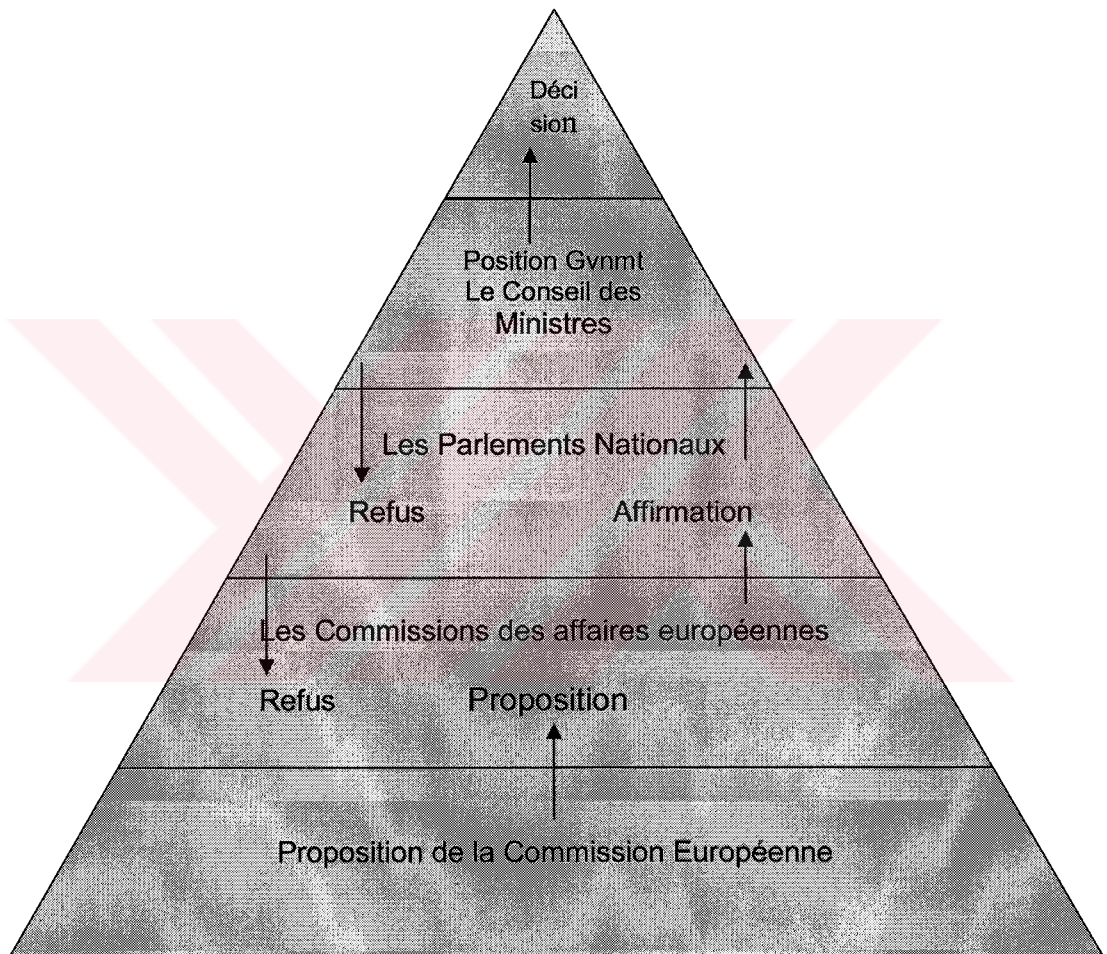 Déci
sion
Position Gvnmt
Le Conseil des
Ministres
Les Parlements Nationaux
Refus Affirmation
Les Commissions des affaires européennes
Refus Proposition
Proposition de la Commission Européenne